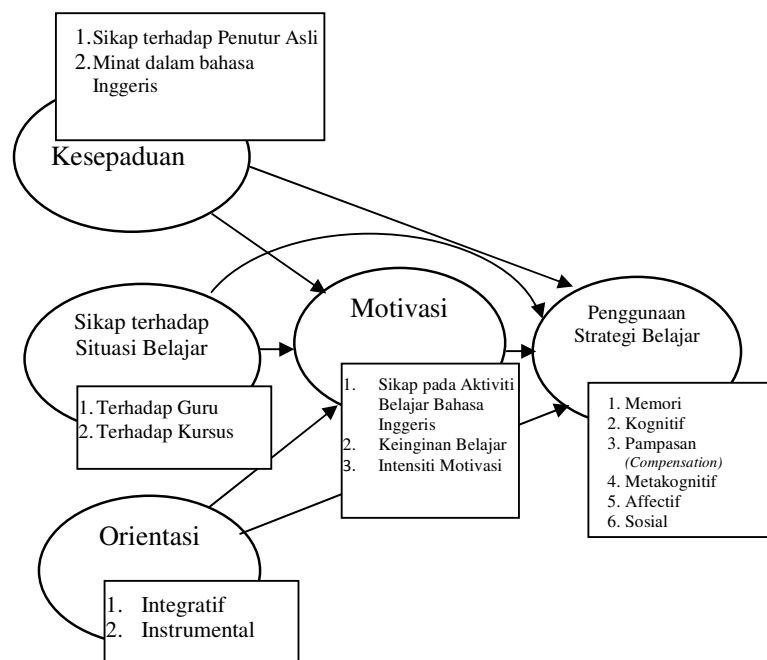 1. Sikap terhadap Penutur Asli
2. Minat dalam bahasa
Inggeris
Kesepaduan
Sikap terhadap
Situasi Belajar
1. Terhadap Guru
2. Terhadap Kursus
Motivasi
1. Sikap pada Aktiviti
Belajar Bahasa
Inggeris
2. Keinginan Belajar
3. Intensiti Motivasi
Penggunaan
Strategi Belajar
1. Memori
2. Kognitif
3. Pampasan
(Compensation)
4. Metakognitif
5. Affectif
6. Sosial
Orientasi
1. Integratif
2. Instrumental